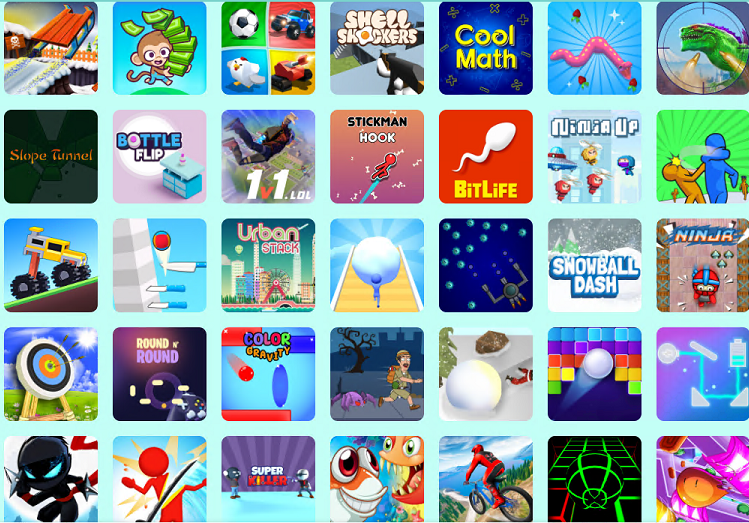 SHELL
SHOCKERS
Cool
Math
Slope Tunnel
BOTTLE
FLIP
1v1.LOL
STICKMAN
HOOK
BITLIFE
NINJA UP
Urban
STACK
SNOWBALL
DASH
NINJA
ROUND N'
ROUND
COLOR
GRAVITY
2
SUPER
KILLER